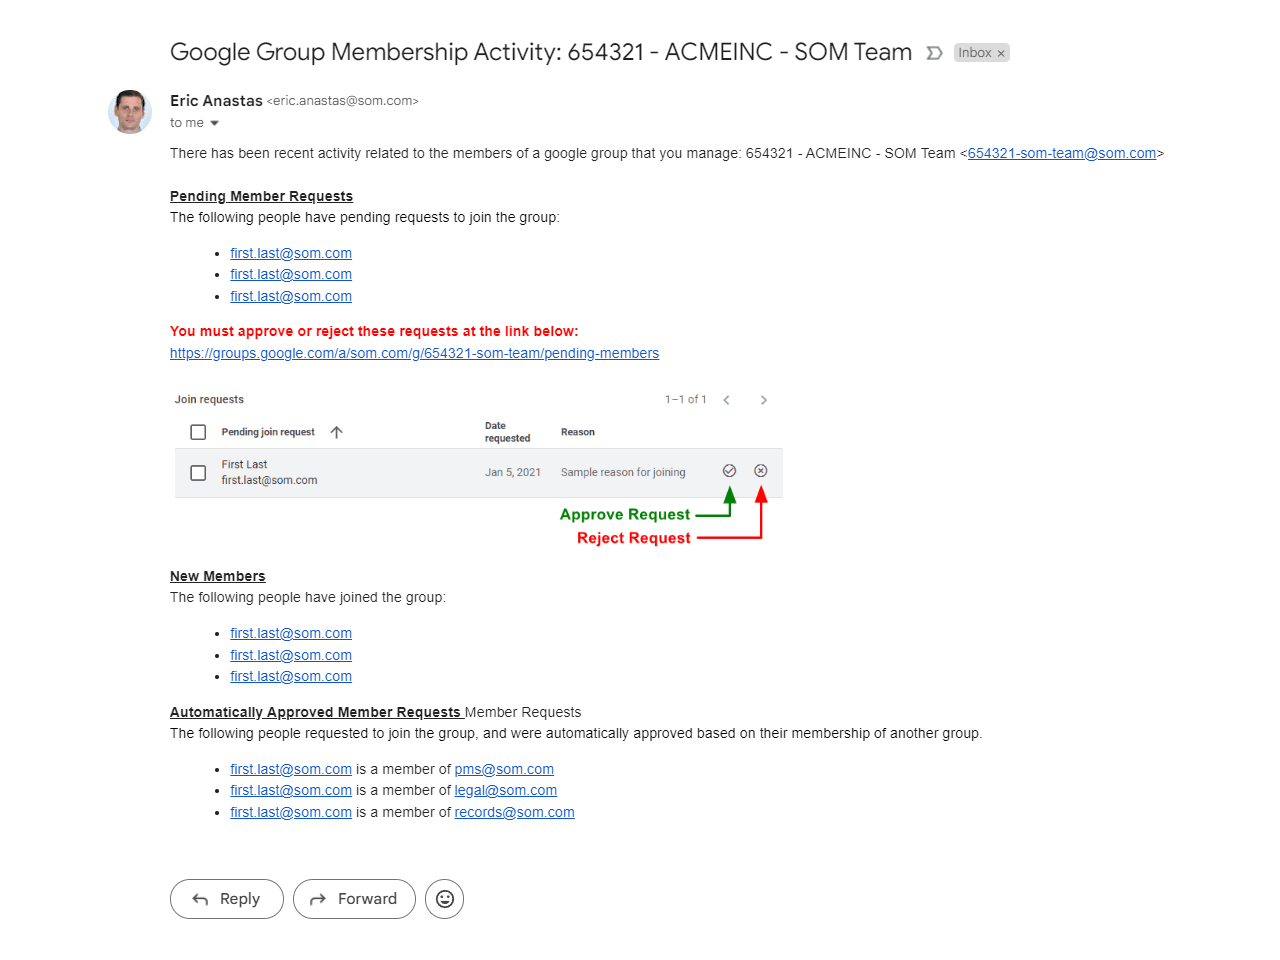 Google Group Membership Activity: 654321 - ACMEINC - SOM Team Inbox ×
Eric Anastas <eric.anastas@som.com>
to me
There has been recent activity related to the members of a google group that you manage: 654321 - ACMEINC - SOM Team <654321-som-team@som.com>
Pending Member Requests
The following people have pending requests to join the group:
• first.last@som.com
• first.last@som.com
• first.last@som.com
You must approve or reject these requests at the link below:
https://groups.google.com/a/som.com/g/654321-som-team/pending-members
Join requests 1–1 of 1
Pending join request Date requested Reason
First Last
first.last@som.com Jan 5, 2021 Sample reason for joining
Approve Request
Reject Request
New Members
The following people have joined the group:
• first.last@som.com
• first.last@som.com
• first.last@som.com
Automatically Approved Member Requests Member Requests
The following people requested to join the group, and were automatically approved based on their membership of another group.
• first.last@som.com is a member of pms@som.com
• first.last@som.com is a member of legal@som.com
• first.last@som.com is a member of records@som.com
Reply Forward